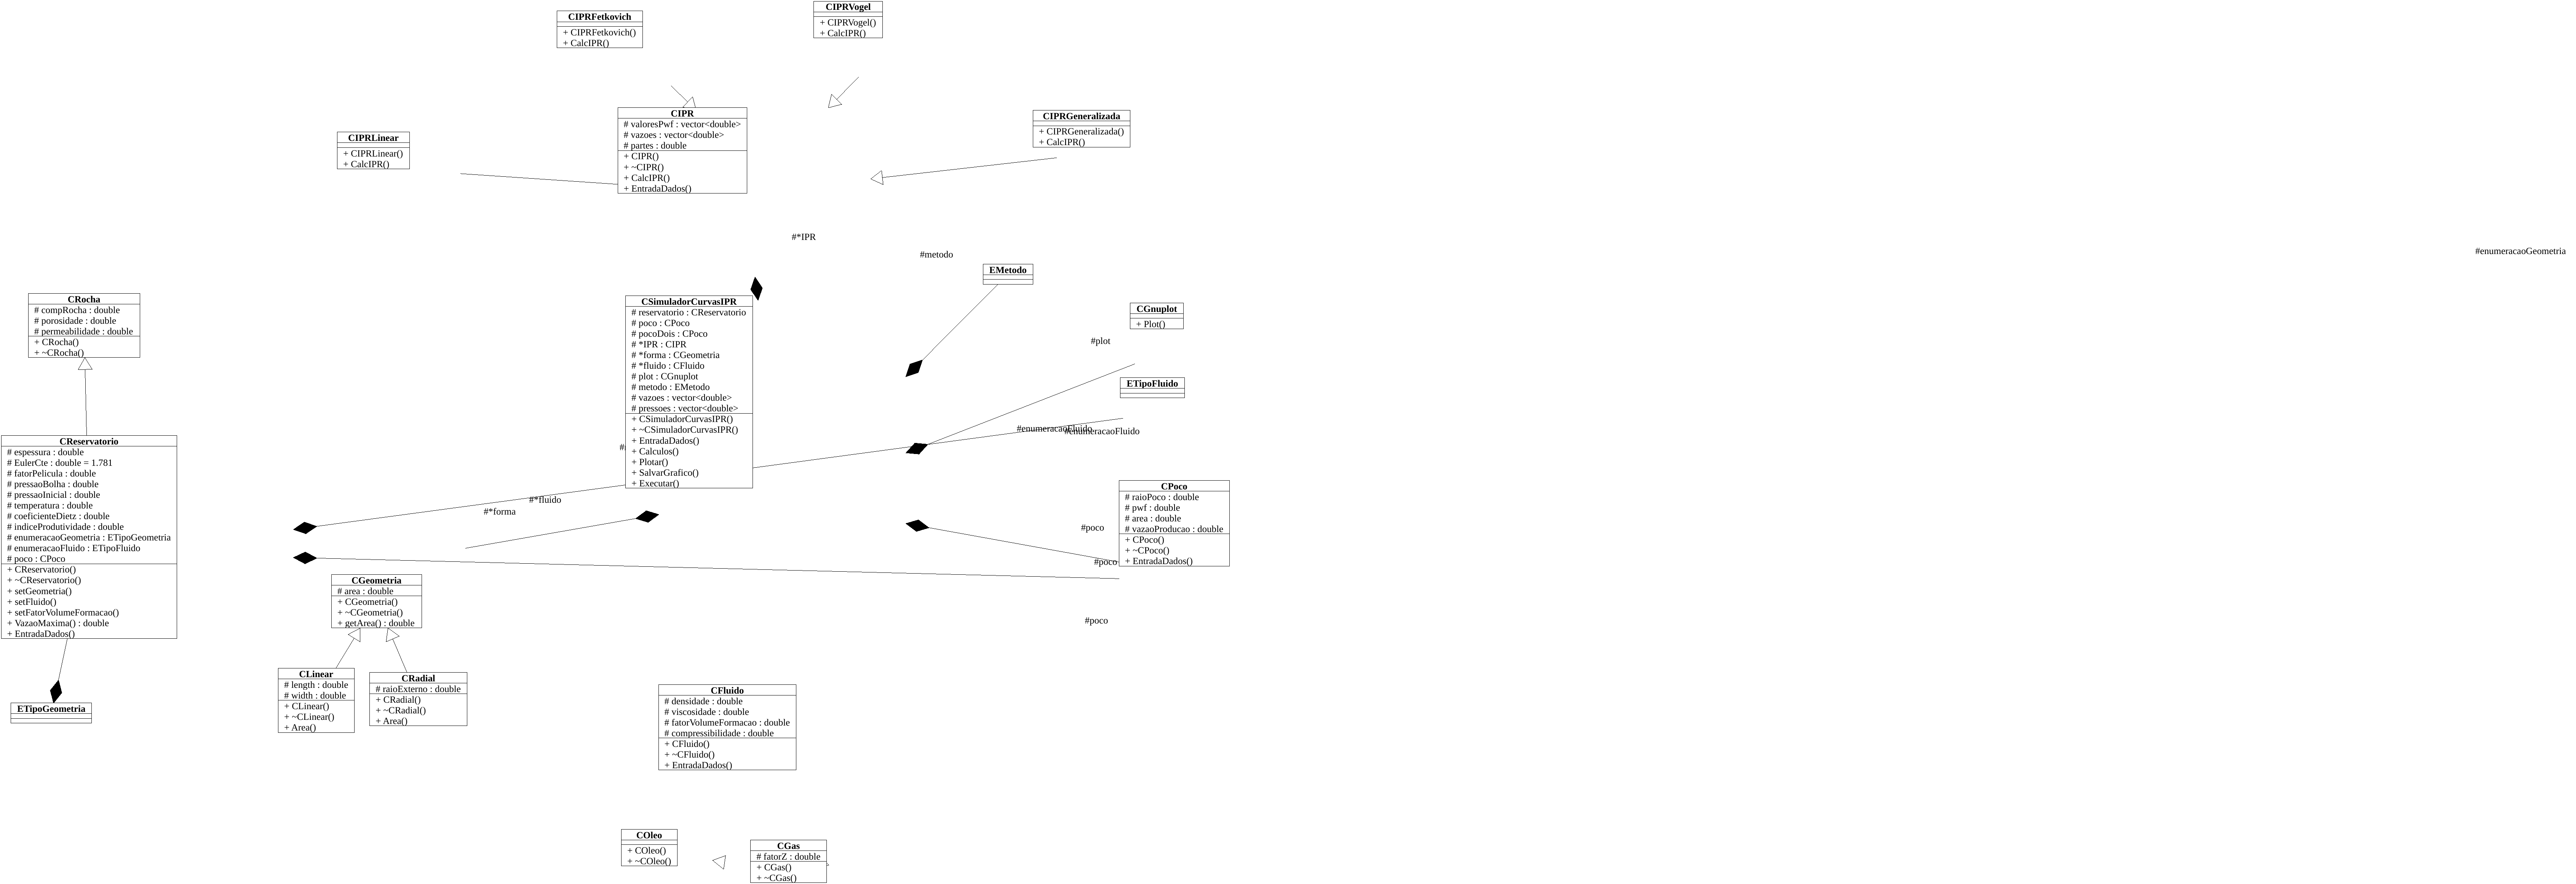 CIPRFetkovich
+ CIPRFetkovich()
+ CalcIPR()
CIPRVogel
+ CIPRVogel()
+ CalcIPR()
CIPRLinear
+ CIPRLinear()
+ CalcIPR()
CIPR
# valoresPwf : vector<double>
# vazoes : vector<double>
# partes : double
+ CIPR()
+ ~CIPR()
+ CalcIPR()
+ EntradaDados()
CIPRGeneralizada
+ CIPRGeneralizada()
+ CalcIPR()
#*IPR
#metodo
#enumeracaoGeometria
EMetodo
CRocha
# compRocha : double
# porosidade : double
# permeabilidade : double
+ CRocha()
+ ~CRocha()
CSimuladorCurvasIPR
# reservatorio : CReservatorio
# poco : CPoco
# pocoDois : CPoco
# *IPR : CIPR
# *forma : CGeometria
# *fluido : CFluido
# plot : CGnuplot
# metodo : EMetodo
# vazoes : vector<double>
# pressoes : vector<double>
+ CSimuladorCurvasIPR()
+ ~CSimuladorCurvasIPR()
+ EntradaDados()
+ Calculos()
+ Plotar()
+ SalvarGrafico()
+ Executar()
CGnuplot
+ Plot()
#plot
ETipoFluido
#enumeracaoFluido
#enumeracaoFluido
CReservatorio
# espessura : double
# EulerCte : double = 1.781
# fatorPelicula : double
# pressaoBolha : double
# pressaoInicial : double
# temperatura : double
# coeficienteDietz : double
# indiceProdutividade : double
# enumeracaoGeometria : ETipoGeometria
# enumeracaoFluido : ETipoFluido
# poco : CPoco
+ CReservatorio()
+ ~CReservatorio()
+ setGeometria()
+ setFluido()
+ setFatorVolumeFormacao()
+ VazaoMaxima() : double
+ EntradaDados()
#*fluido
#*forma
CPoco
# raioPoco : double
# pwf : double
# area : double
# vazaoProducao : double
+ CPoco()
+ ~CPoco()
+ EntradaDados()
#poco
#poco
#poco
CGeometria
# area : double
+ CGeometria()
+ ~CGeometria()
+ getArea() : double
CLinear
# length : double
# width : double
+ CLinear()
+ ~CLinear()
+ Area()
CRadial
# raioExterno : double
+ CRadial()
+ ~CRadial()
+ Area()
ETipoGeometria
CFluido
# densidade : double
# viscosidade : double
# fatorVolumeFormacao : double
# compressibilidade : double
+ CFluido()
+ ~CFluido()
+ EntradaDados()
COleo
+ COleo()
+ ~COleo()
CGas
# fatorZ : double
+ CGas()
+ ~CGas()